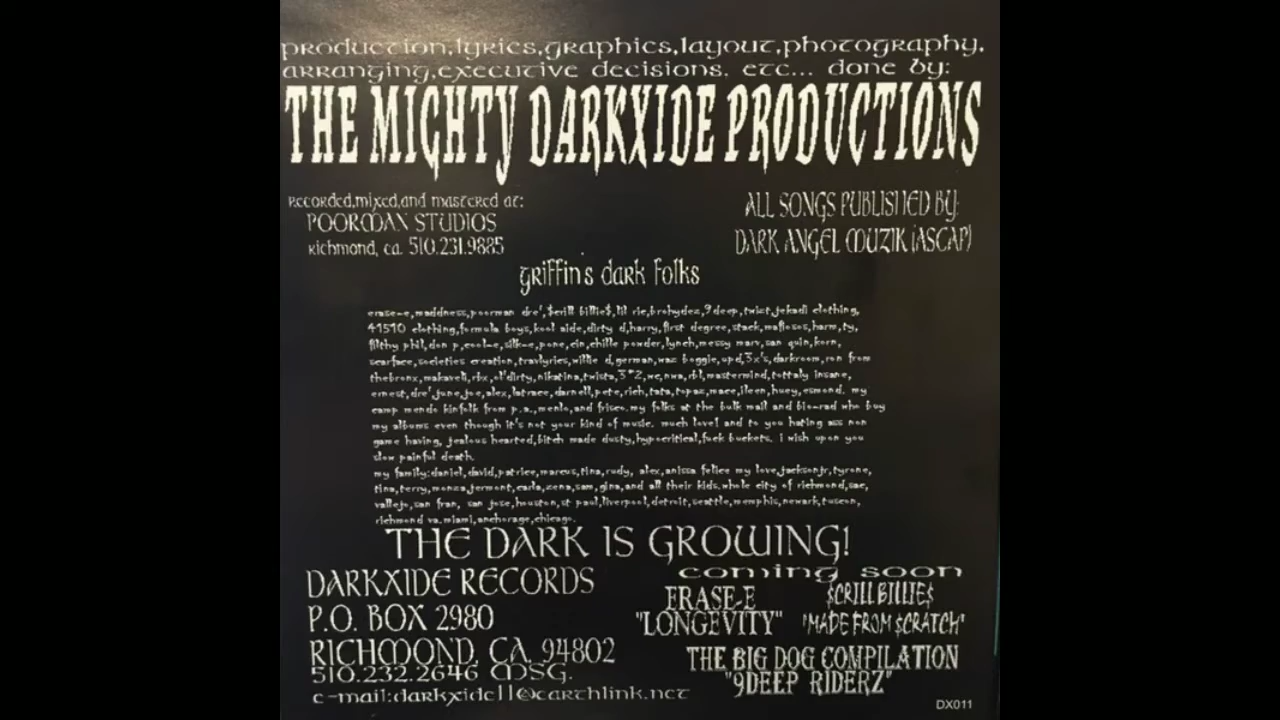 production,lyrics,graphics,layout,photography,
arranging,executive decisions, etc... done by:
THE MIGHTY DARKXIDE PRODUCTIONS
recorded,mixed,and mastered at:
POORMAN STUDIOS
Richmond, ca. 510.231.9885
ALL SONGS PUBLISHED BY:
DARK ANGEL MUZIK (ASCAP)
griffin's dark folks
erase-e,maddness,poorman dre',$crill billie$,lil ric,brohydez,9deep,twizt,jekadi clothing,
41510 clothing,formula boys,kool aide,dirty d,harry,first degree,stack,mafiosos,harm,ty,
filthy phil,don p,cool-e,silk-e,pone,cin,chille powder,lynch,messy marv,san quin,korn,
scarface,societies creation,travlyrics,willie d,german,waz boggie,upd,3x's,darkroom,ron from
thebronx,makaveli,rbx,ol'dirty,nikatina,twista,3*2,wc,nwa,rbl,mastermind,tottaly insane,
ernest,dre',june,joe,alex,latrace,darnell,pete,rich,tata,topaz,mace,ileen,huey,esmond. my
camp mendo kinfolk from p.a.,menlo,and frisco.my folks at the bulk mail and bio-rad who buy
my albums even though it's not your kind of music. much love! and to you hating ass non
game having, jealous hearted,bitch made dusty,hypocritical,fuck buckets. i wish upon you
slow painful death.
my family:daniel,david,patrice,marcus,tina,rudy, alex,anissa felice my love,jacksonjr,tyrone,
tina,terry,monza,jermont,carla,zena,sam,gina,and all their kids.whole city of richmond,sac,
vallejo,san fran, san jose,houston,st paul,liverpool,detroit,seattle,memphis,newark,tuscon,
richmond va,miami,anchorage,chicago.
THE DARK IS GROWING!
DARKXIDE RECORDS
P.O. BOX 2980
RICHMOND, CA. 94802
510.232.2646 MSG.
e-mail:darkxide11@earthlink.net
coming soon
ERASE-E $CRILL BILLIE$
"LONGEVITY" "MADE FROM $CRATCH"
THE BIG DOG COMPILATION
"9DEEP RIDERZ"
DX011